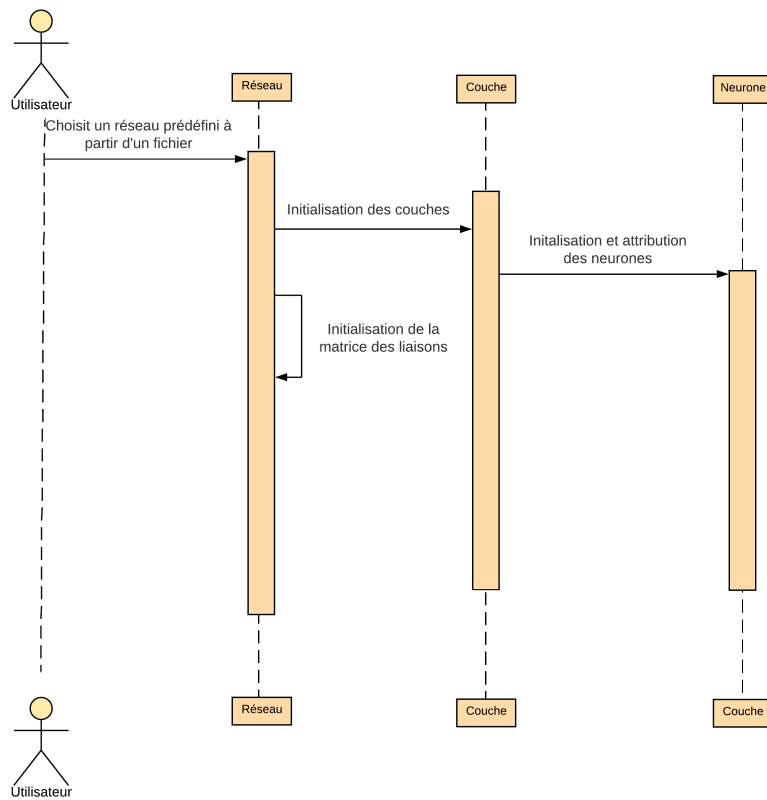 Utilisateur
Réseau
Couche
Neurone
Choisit un réseau prédéfini à
partir d'un fichier
Initialisation des couches
Initalisation et attribution
des neurones
Initialisation de la
matrice des liaisons
Réseau
Couche
Couche
Utilisateur